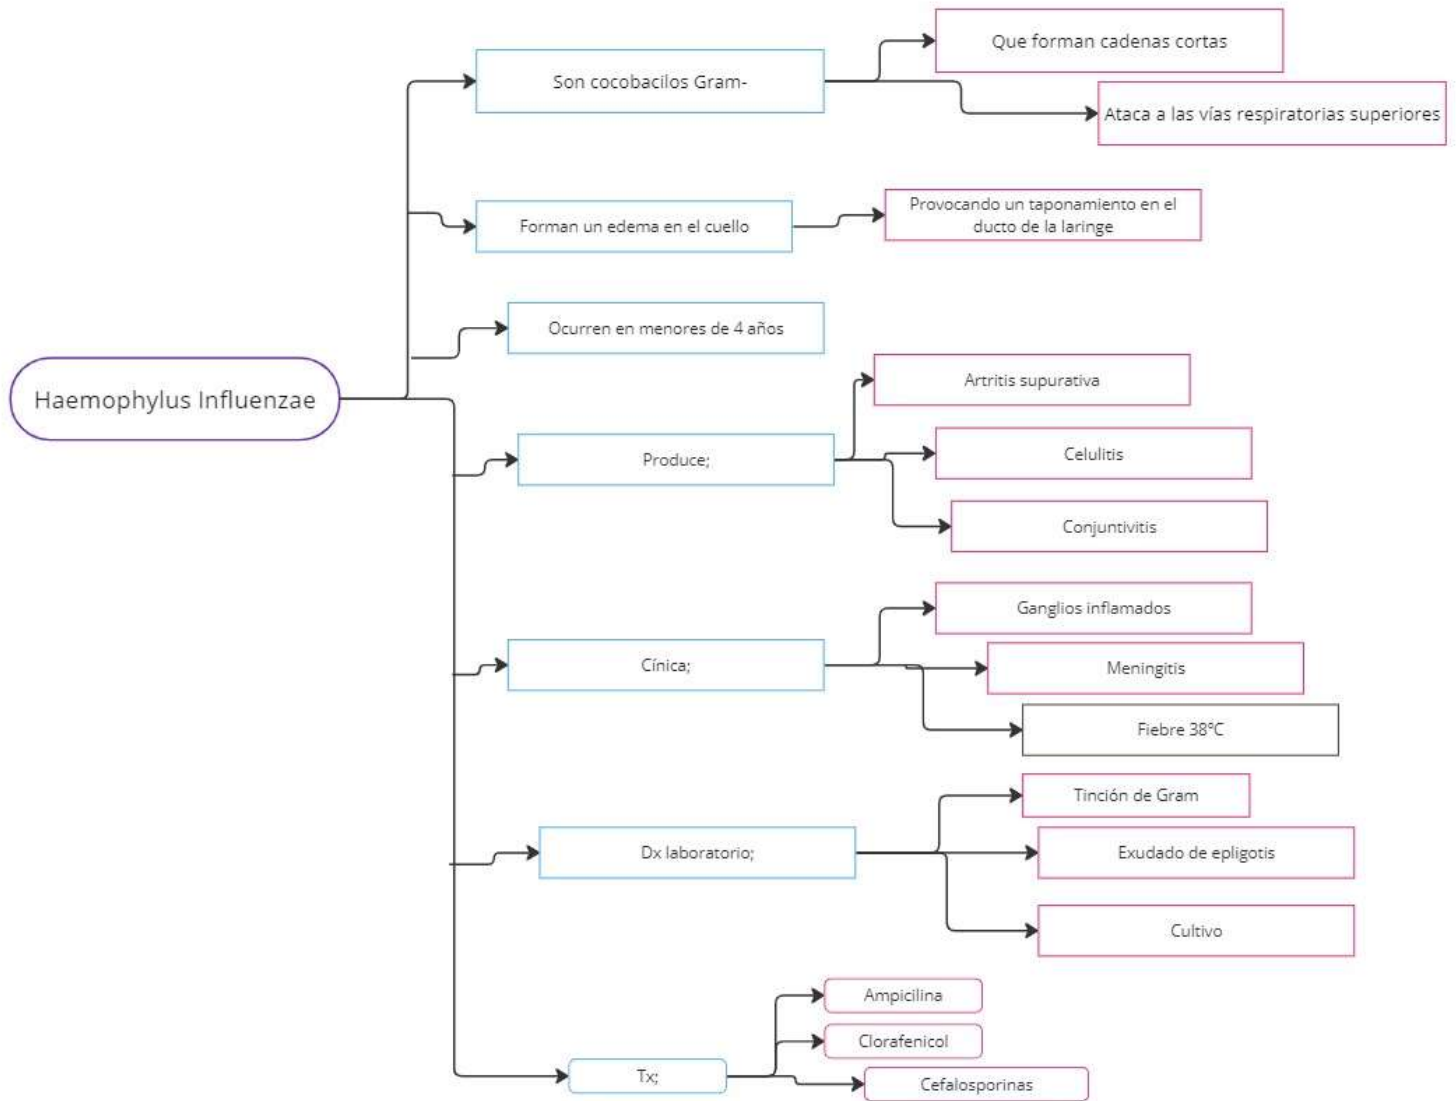 Haemophylus Influenzae
Son cocobacilos Gram-
Que forman cadenas cortas
Ataca a las vías respiratorias superiores
Forman un edema en el cuello
Provocando un taponamiento en el
ducto de la laringe
Ocurren en menores de 4 años
Produce;
Artritis supurativa
Celulitis
Conjuntivitis
Cínica;
Ganglios inflamados
Meningitis
Fiebre 38ºC
Dx laboratorio;
Tinción de Gram
Exudado de epligotis
Cultivo
Tx;
Ampicilina
Clorafenicol
Cefalosporinas